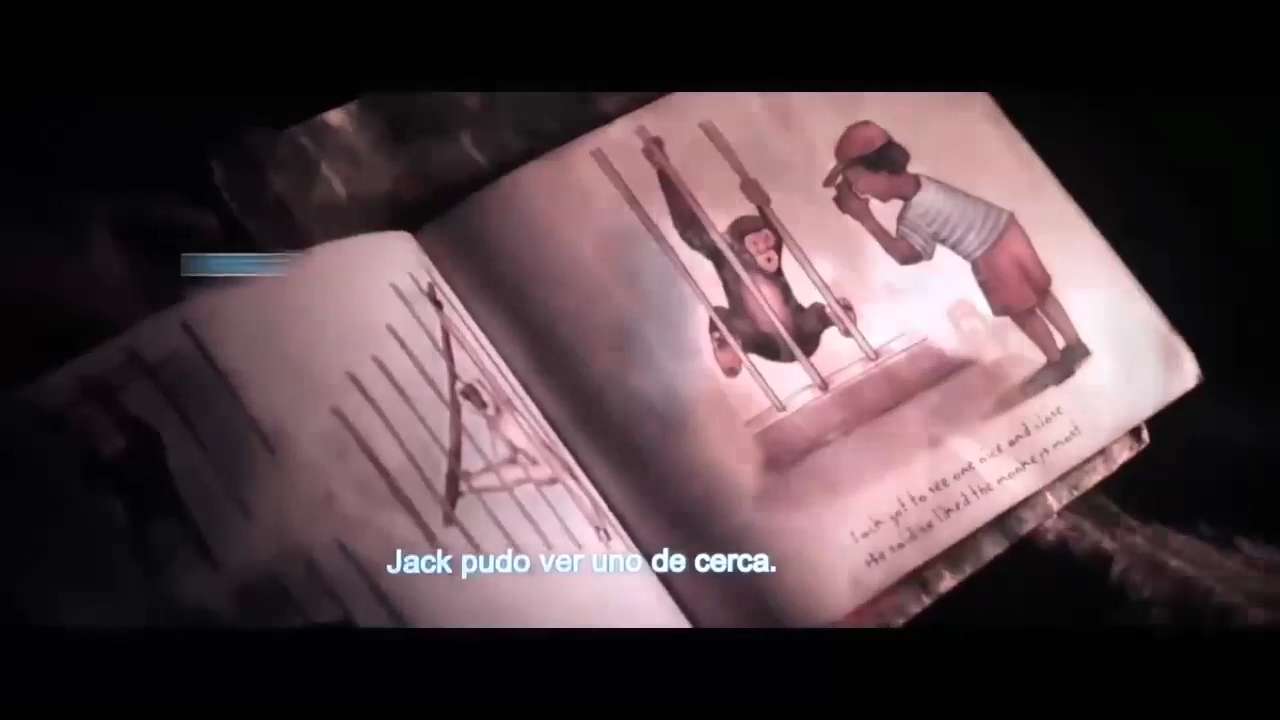 Jack got to see one nice and close
He said he liked the monkeys most
Jack pudo ver uno de cerca.